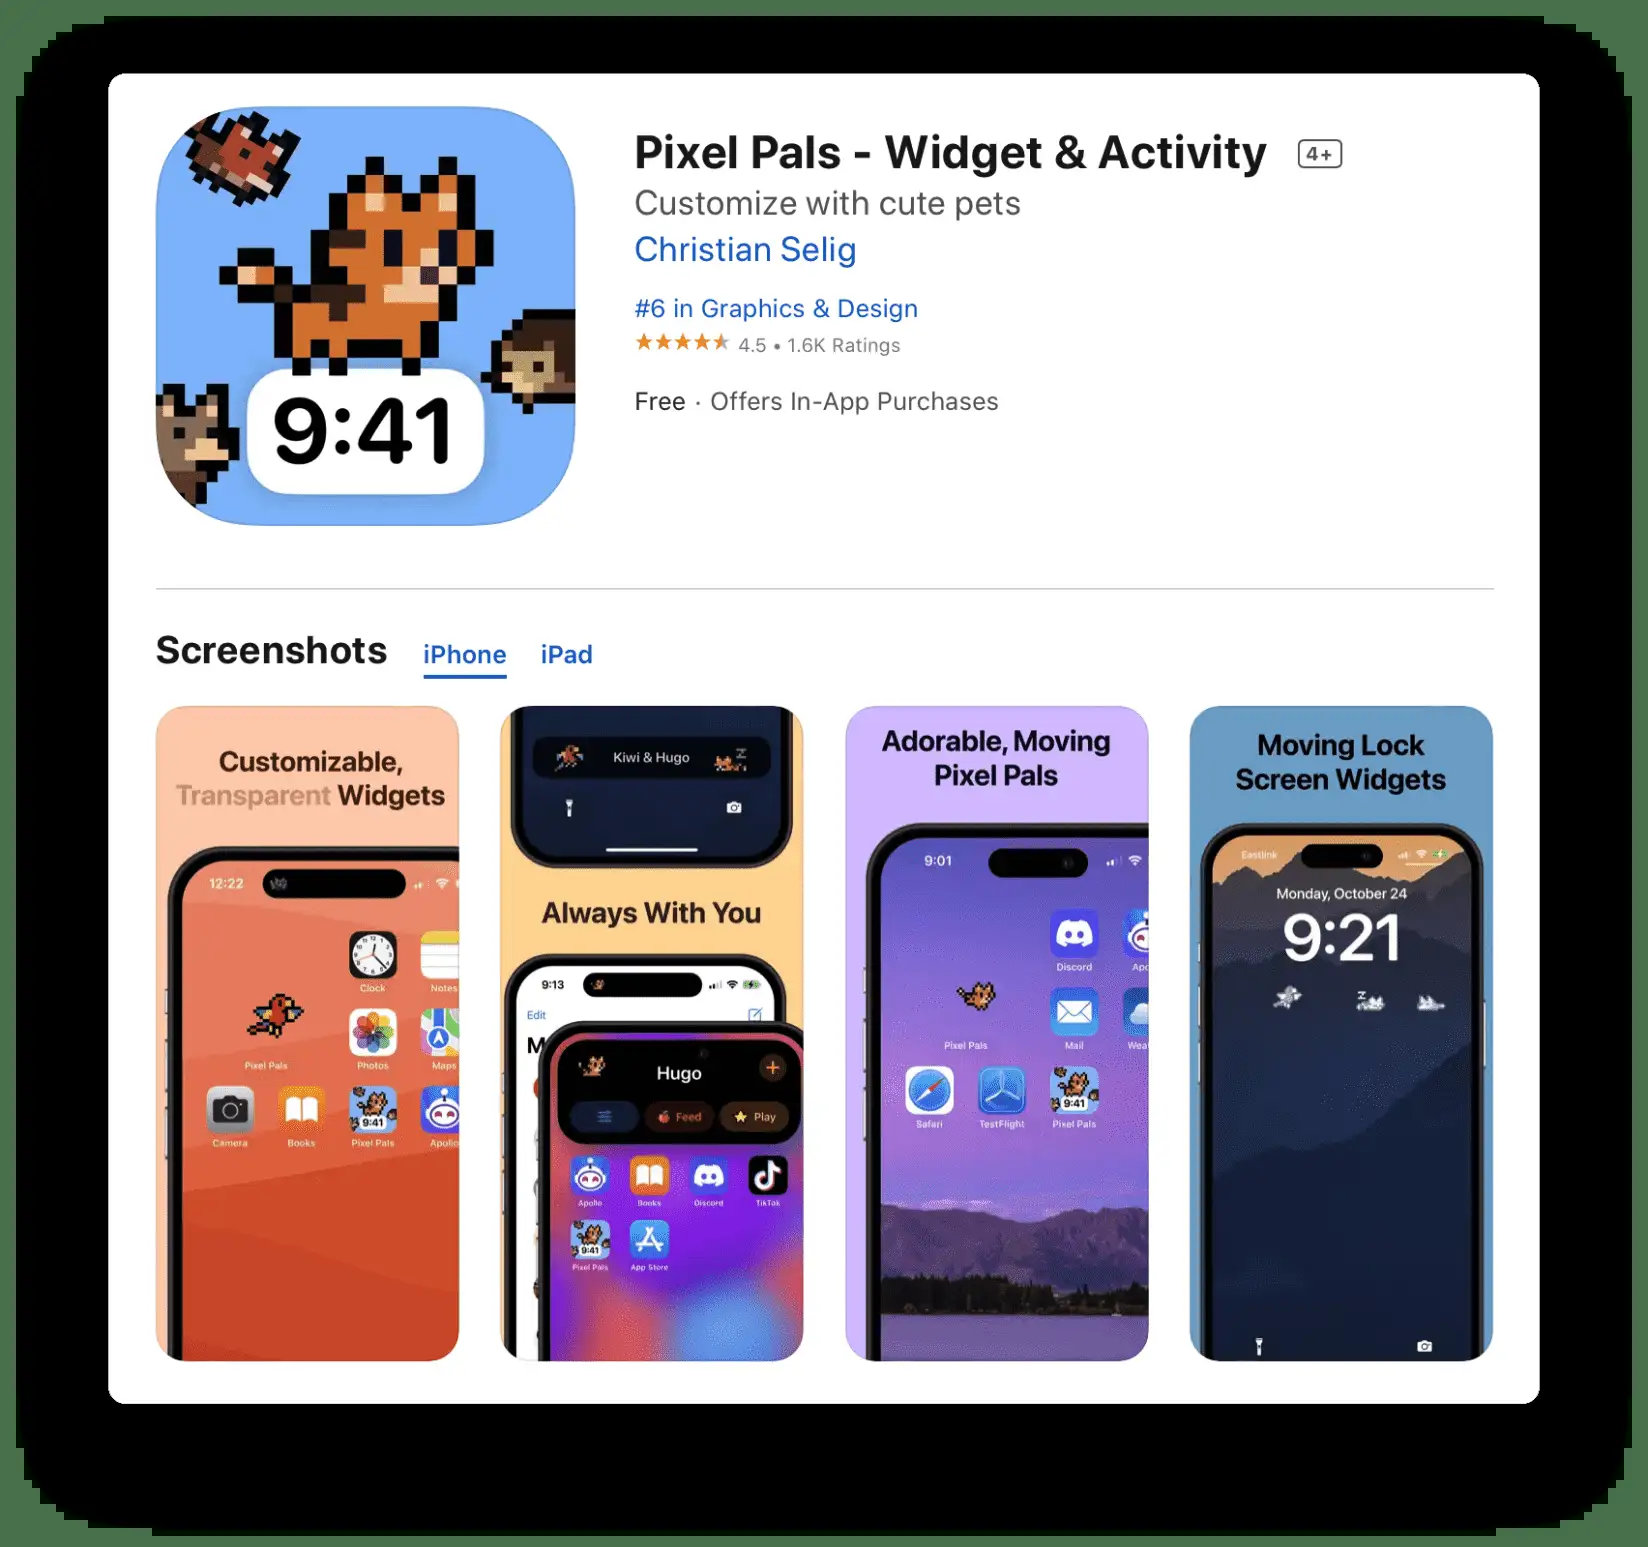 9:41
Pixel Pals - Widget & Activity 4+
Customize with cute pets
Christian Selig
#6 in Graphics & Design
4.5 • 1.6K Ratings
Free · Offers In-App Purchases
Screenshots iPhone iPad
Customizable,
Transparent Widgets
12:22
Clock Notes
Pixel Pals Photos Maps
9:41
Camera Books Pixel Pals Apollo
Kiwi & Hugo
Z
Always With You
9:13
Edit
M
Hugo +
Feed Play
Apollo Books Discord TikTok
9:41
Pixel Pals App Store
Adorable, Moving
Pixel Pals
9:01
Discord Apo
Pixel Pals Mail Wea
9:41
Safari TestFlight Pixel Pals
Moving Lock
Screen Widgets
Eastlink
Monday, October 24
9:21
Z